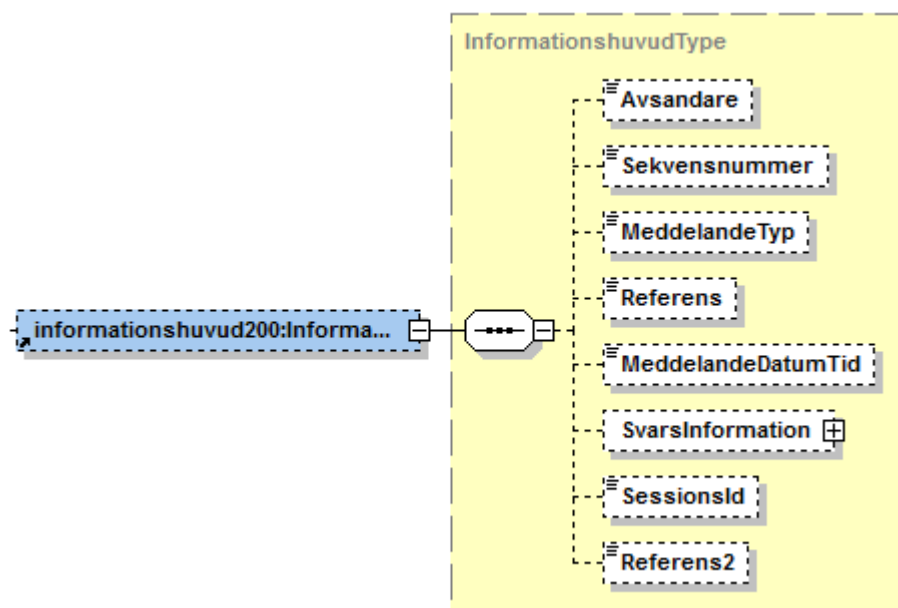 InformationshuvudType
Avsandare
Sekvensnummer
MeddelandeTyp
Referens
informationshuvud200:Informa...
MeddelandeDatumTid
SvarsInformation
SessionsId
Referens2